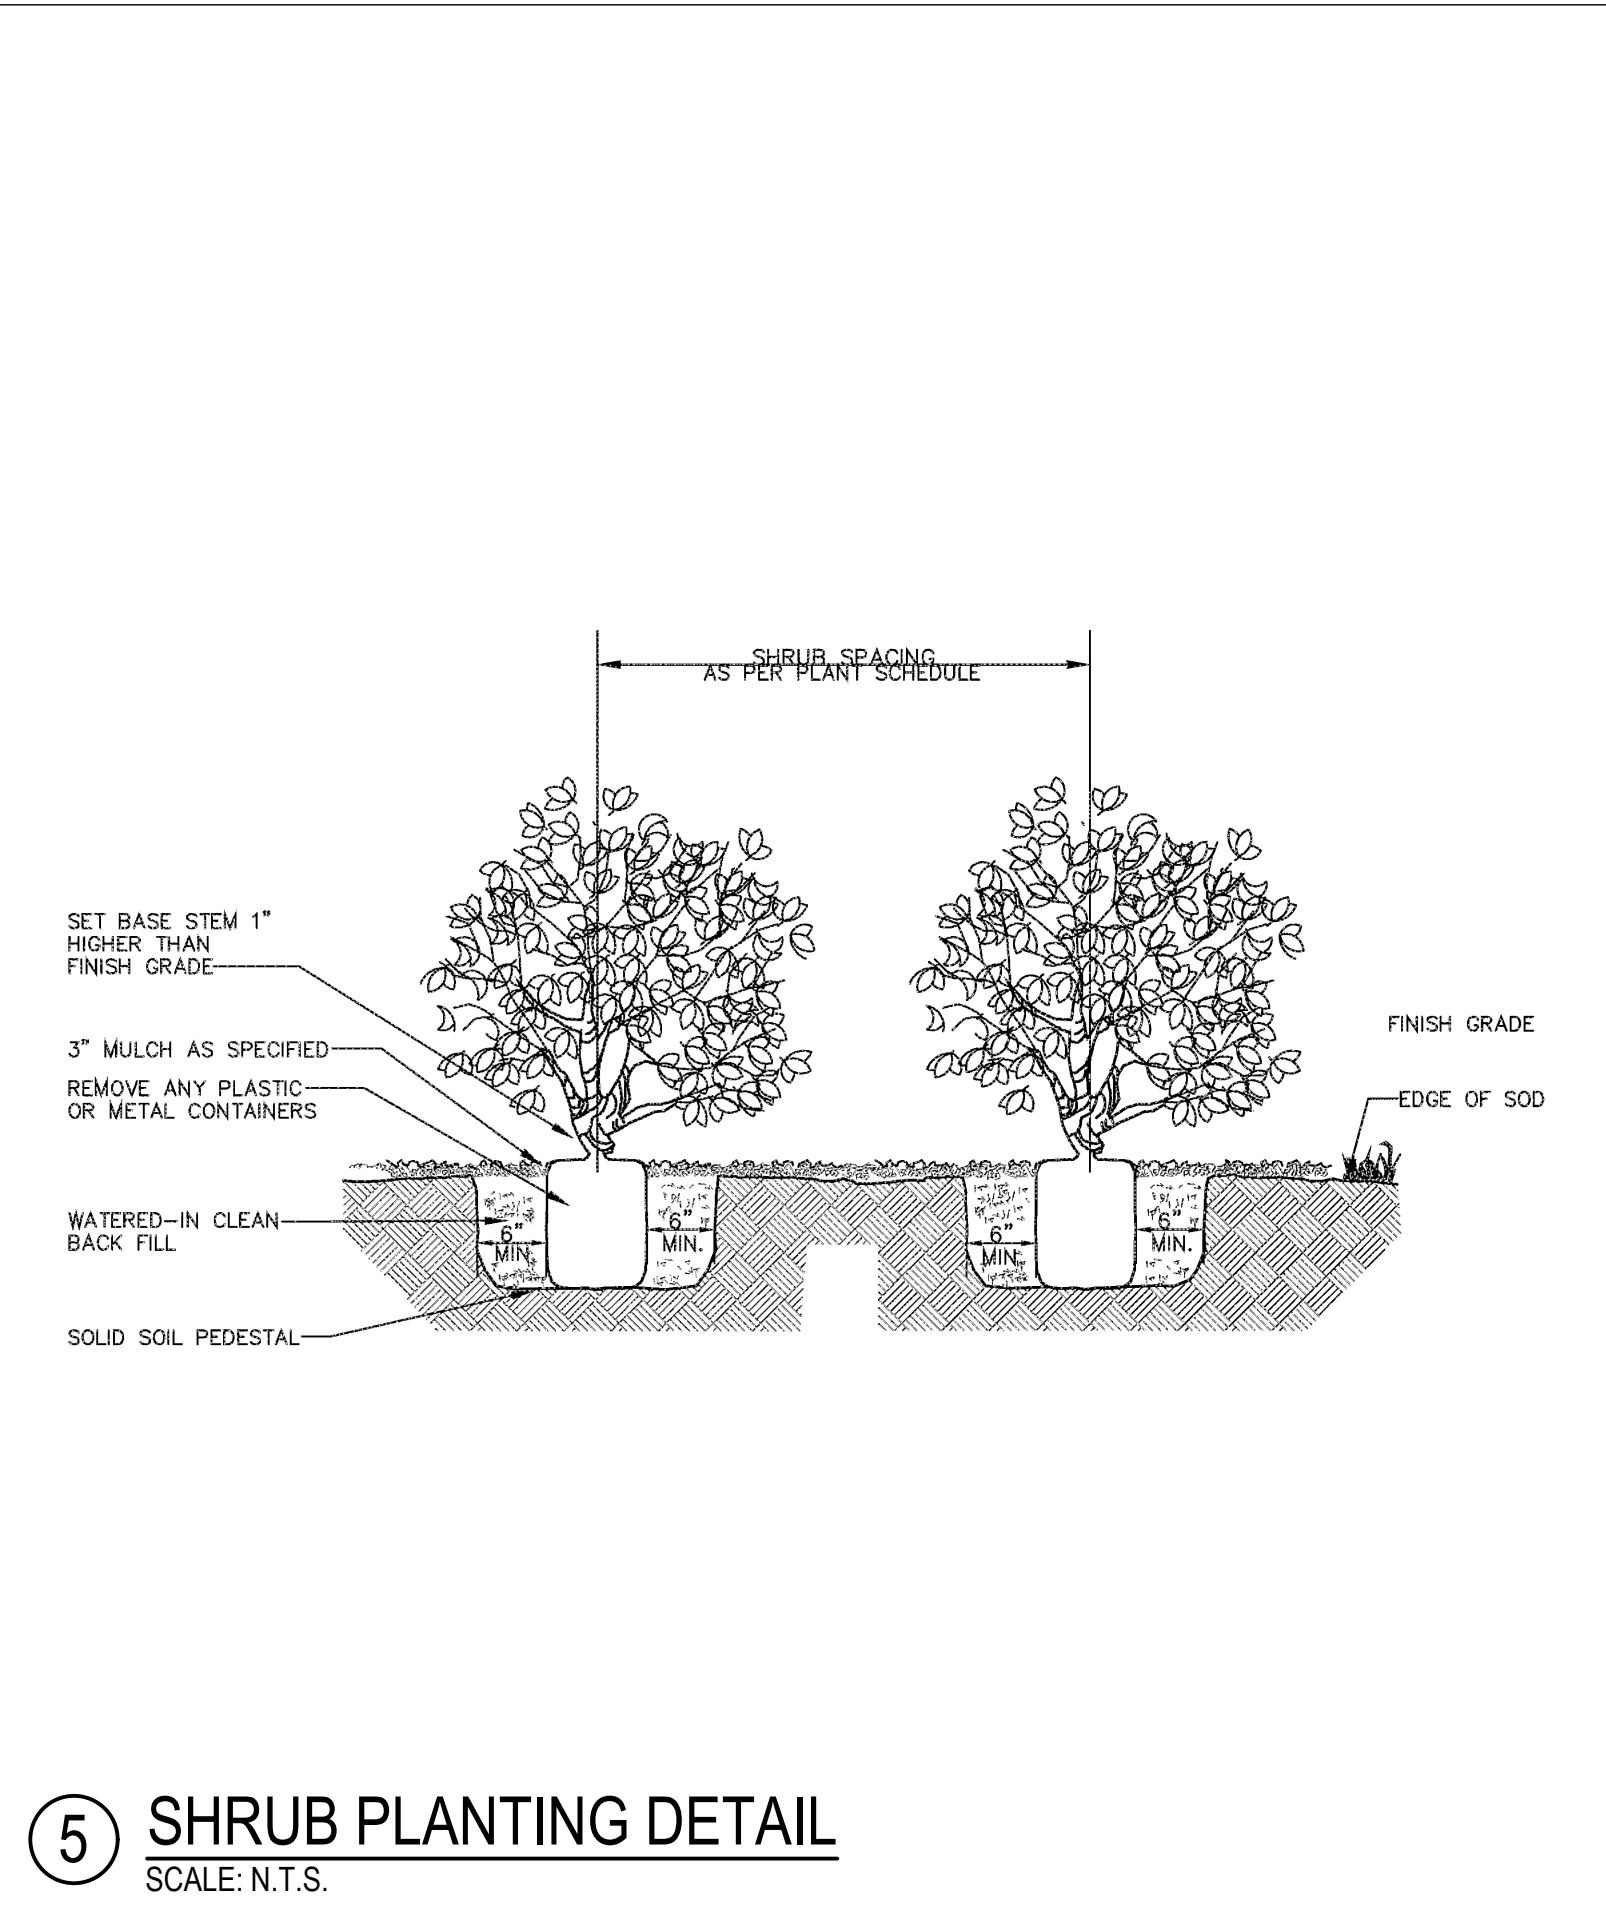 SHRUB SPACING
AS PER PLANT SCHEDULE
SET BASE STEM 1"
HIGHER THAN
FINISH GRADE
3" MULCH AS SPECIFIED
REMOVE ANY PLASTIC
OR METAL CONTAINERS
WATERED-IN CLEAN
BACK FILL
SOLID SOIL PEDESTAL
6"
MIN.
6"
MIN.
6"
MIN.
6"
MIN.
FINISH GRADE
EDGE OF SOD
5
SHRUB PLANTING DETAIL
SCALE: N.T.S.